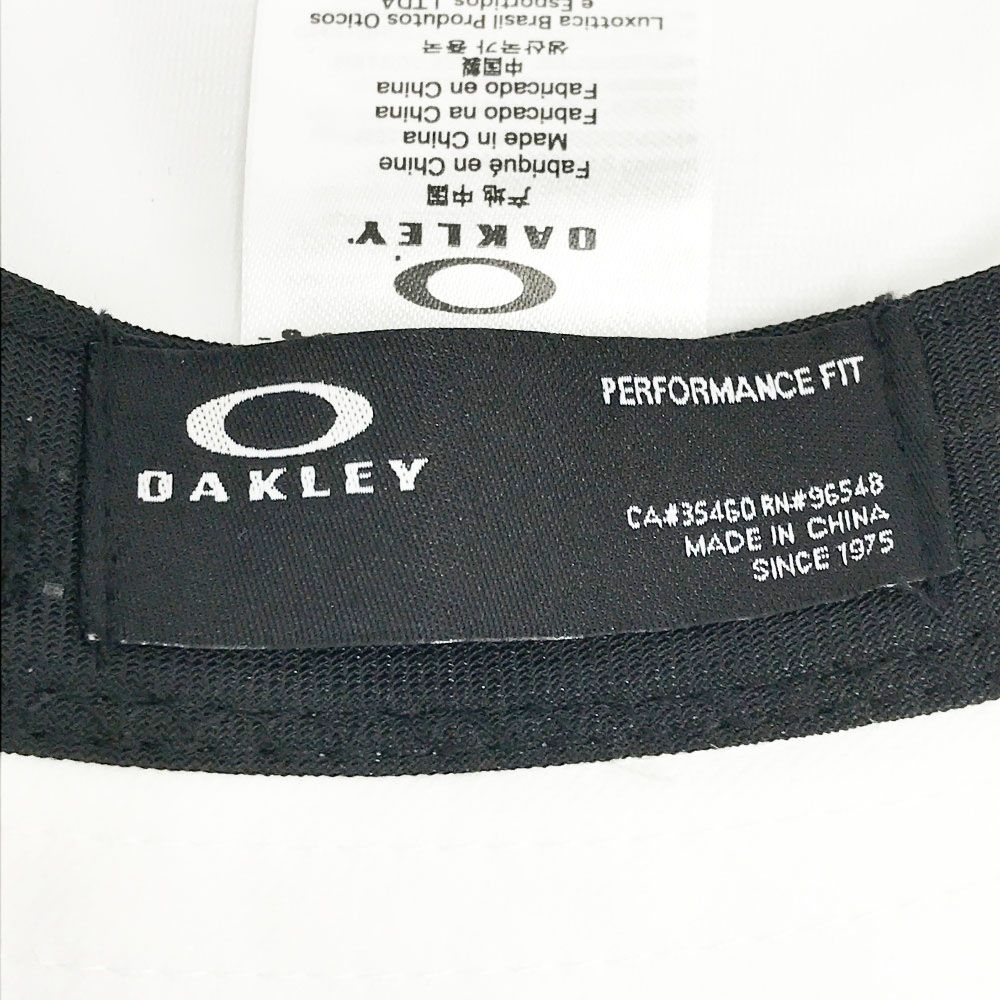 OAKLEY
PERFORMANCE FIT
CA#35460 RN#96548
MADE IN CHINA
SINCE 1975
OAKLEY
产地 中国
Fabriqué en Chine
Made in China
Fabricado na China
Fabricado en China
中国製
생산국가 중국
Luxottica Brasil Produtos Oticos
e Esportidos LTDA